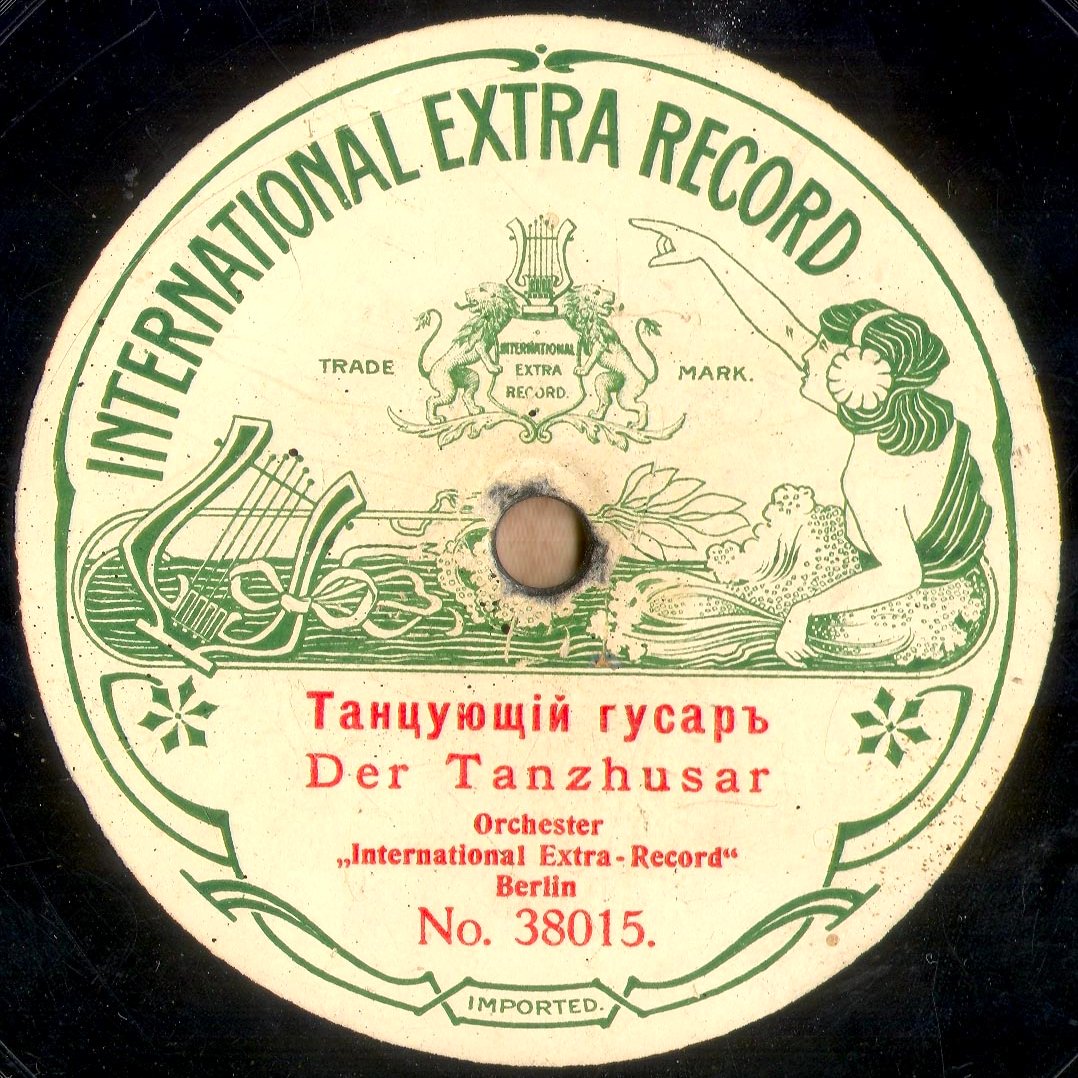 INTERNATIONAL EXTRA RECORD
TRADE MARK.
INTERNATIONAL
EXTRA
RECORD.
Танцующій гусаръ
Der Tanzhusar
Orchester
„International Extra-Record“
Berlin
No. 38015.
IMPORTED.